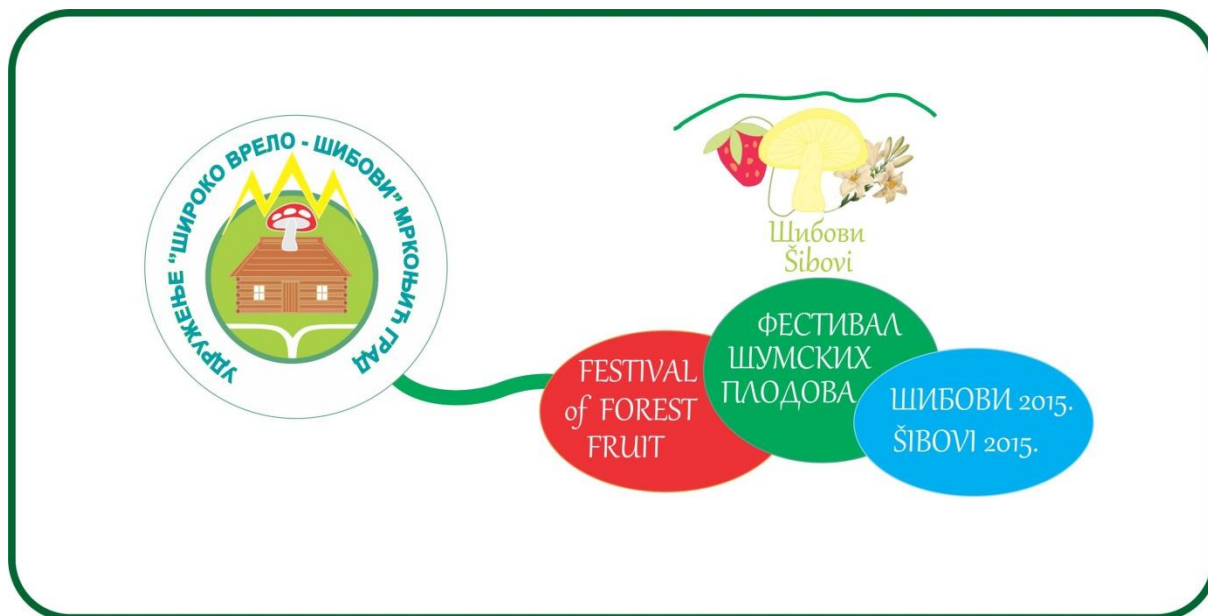 УДРУЖЕЊЕ "ШИРОКО ВРЕЛО - ШИБОВИ" МРКОЊИЋ ГРАД
Шибови
Šibovi
FESTIVAL
of FOREST
FRUIT
ФЕСТИВАЛ
ШУМСКИХ
ПЛОДОВА
ШИБОВИ 2015.
ŠIBOVI 2015.